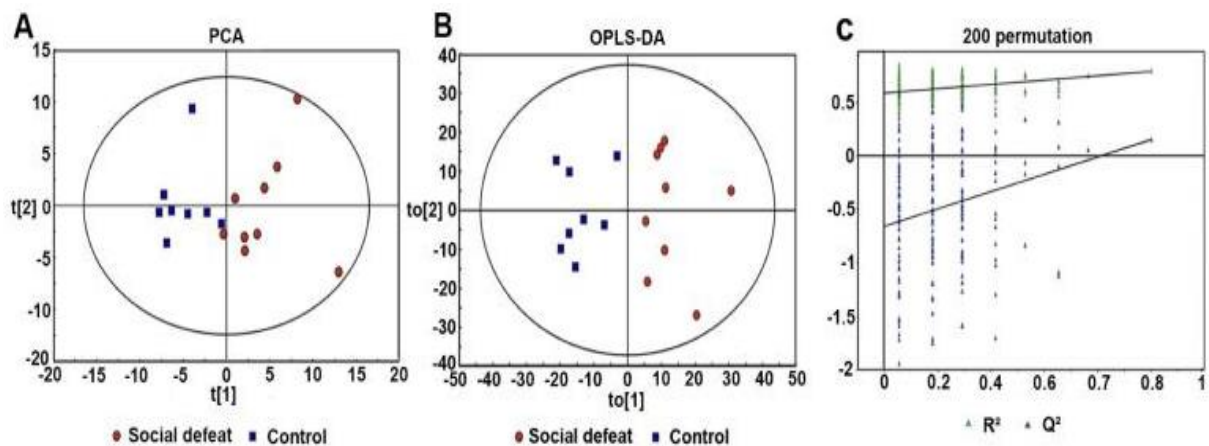 A
PCA
15
10
5
t[2] 0
-5
-10
-15
-20
-20 -15 -10 -5 0 5 10 15 20
t[1]
Social defeat Control
B
OPLS-DA
40
30
20
10
to[2] 0
-10
-20
-30
-40
-50 -40 -30 -20 -10 0 10 20 30 40 50
to[1]
Social defeat Control
C
200 permutation
0.5
0
-0.5
-1
-1.5
-2
0 0.2 0.4 0.6 0.8 1
R² Q²